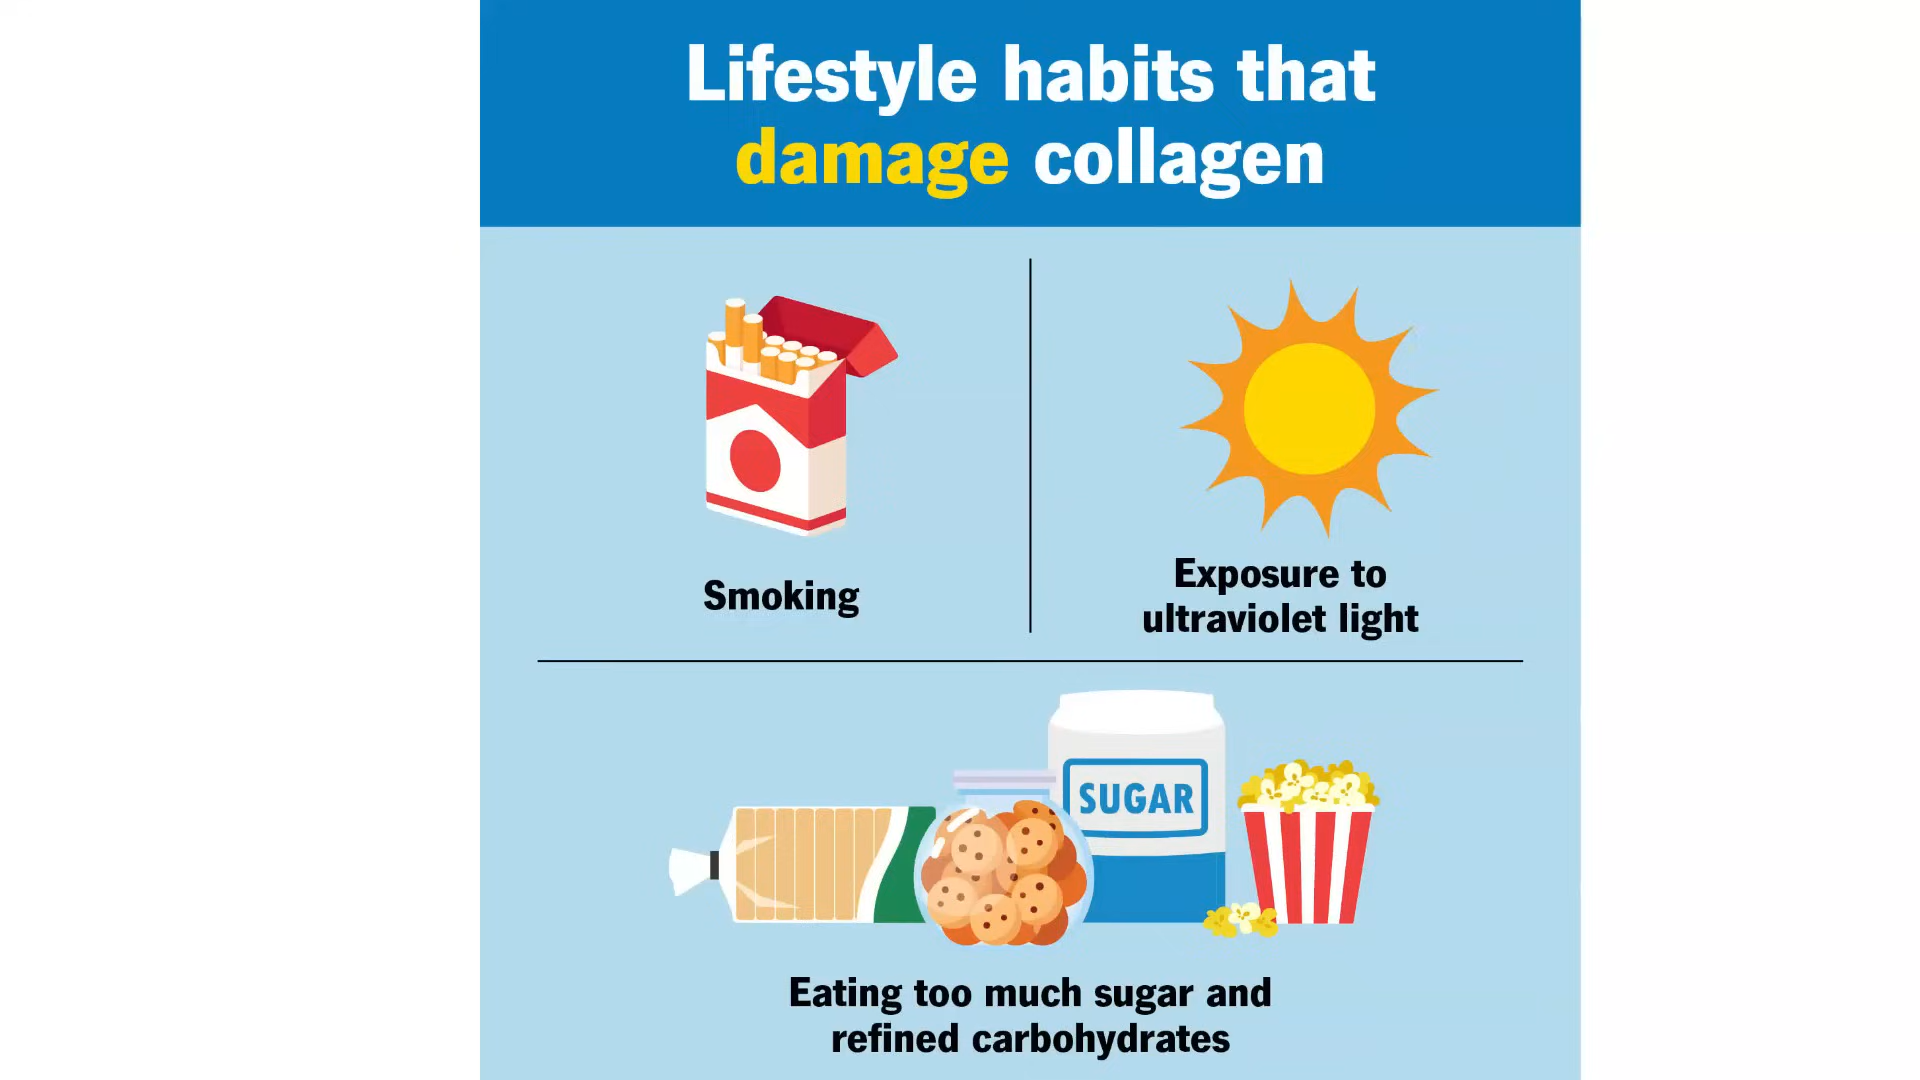 Lifestyle habits that
damage collagen
Smoking
Exposure to
ultraviolet light
SUGAR
Eating too much sugar and
refined carbohydrates